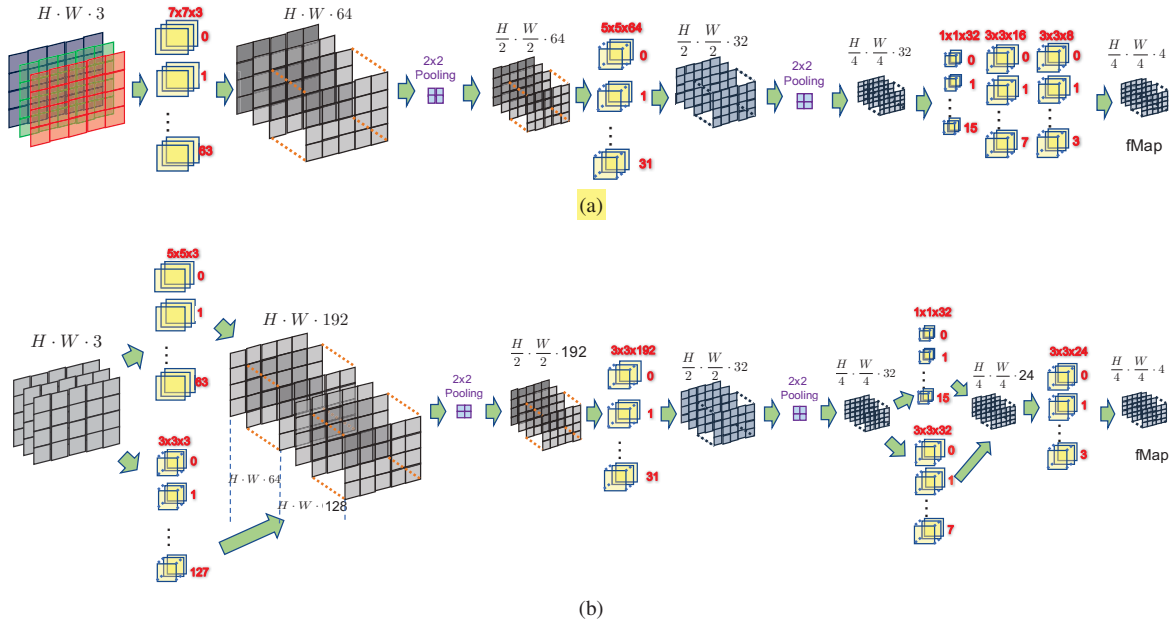 H · W · 3
7x7x3
0
1
63
H · W · 64
2x2
Pooling
H/2 · W/2 · 64
5x5x64
0
1
31
H/2 · W/2 · 32
2x2
Pooling
H/4 · W/4 · 32
1x1x32
0
1
15
3x3x16
0
1
7
3x3x8
0
1
3
H/4 · W/4 · 4
fMap
(a)
H · W · 3
5x5x3
0
1
63
3x3x3
0
1
127
H · W · 192
H · W · 64
H · W · 128
2x2
Pooling
H/2 · W/2 · 192
3x3x192
0
1
31
H/2 · W/2 · 32
2x2
Pooling
H/4 · W/4 · 32
1x1x32
0
1
15
3x3x32
0
1
7
H/4 · W/4 · 24
3x3x24
0
1
3
H/4 · W/4 · 4
fMap
(b)